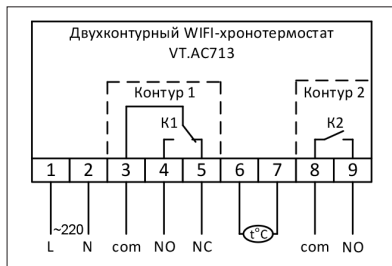 Двухконтурный WIFI-хронотермостат
VT.AC713
Контур 1
Контур 2
К1
К2
1 2 3 4 5 6 7 8 9
~220
t°C
L N com NO NC com NO